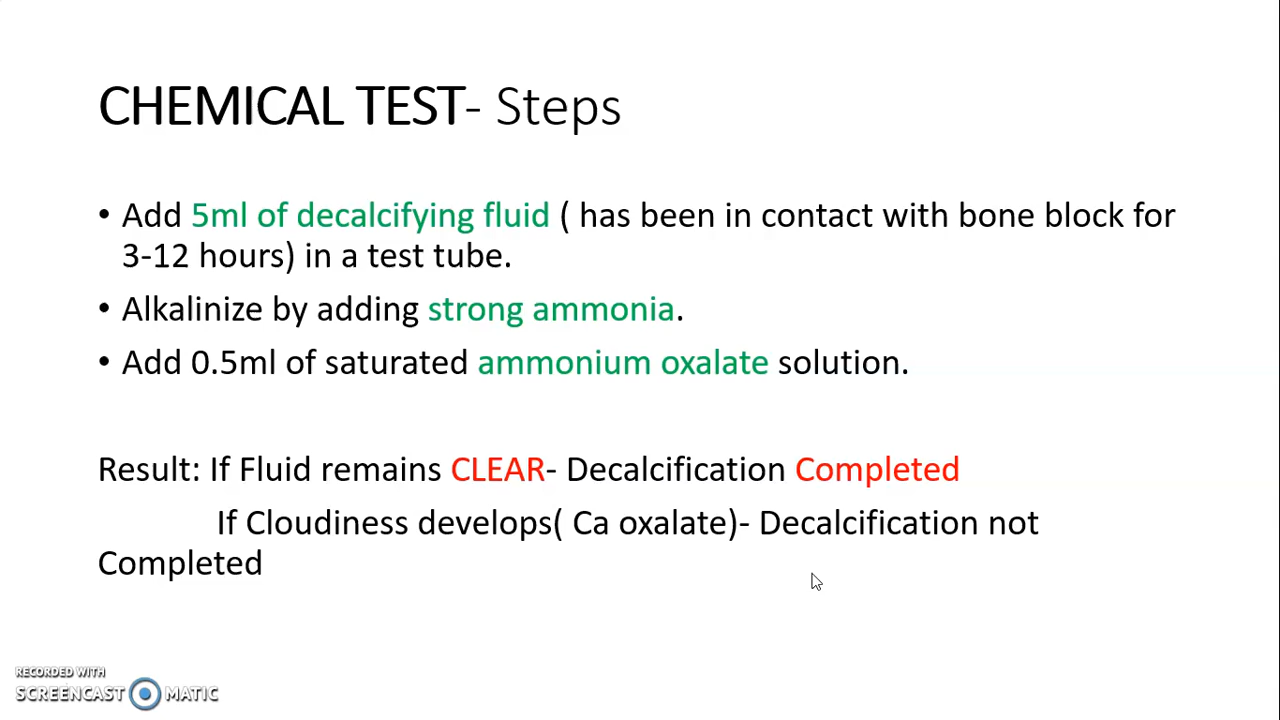 CHEMICAL TEST- Steps
• Add 5ml of decalcifying fluid ( has been in contact with bone block for
3-12 hours) in a test tube.
• Alkalinize by adding strong ammonia.
• Add 0.5ml of saturated ammonium oxalate solution.
Result: If Fluid remains CLEAR- Decalcification Completed
If Cloudiness develops( Ca oxalate)- Decalcification not
Completed
RECORDED WITH
SCREENCAST MATIC